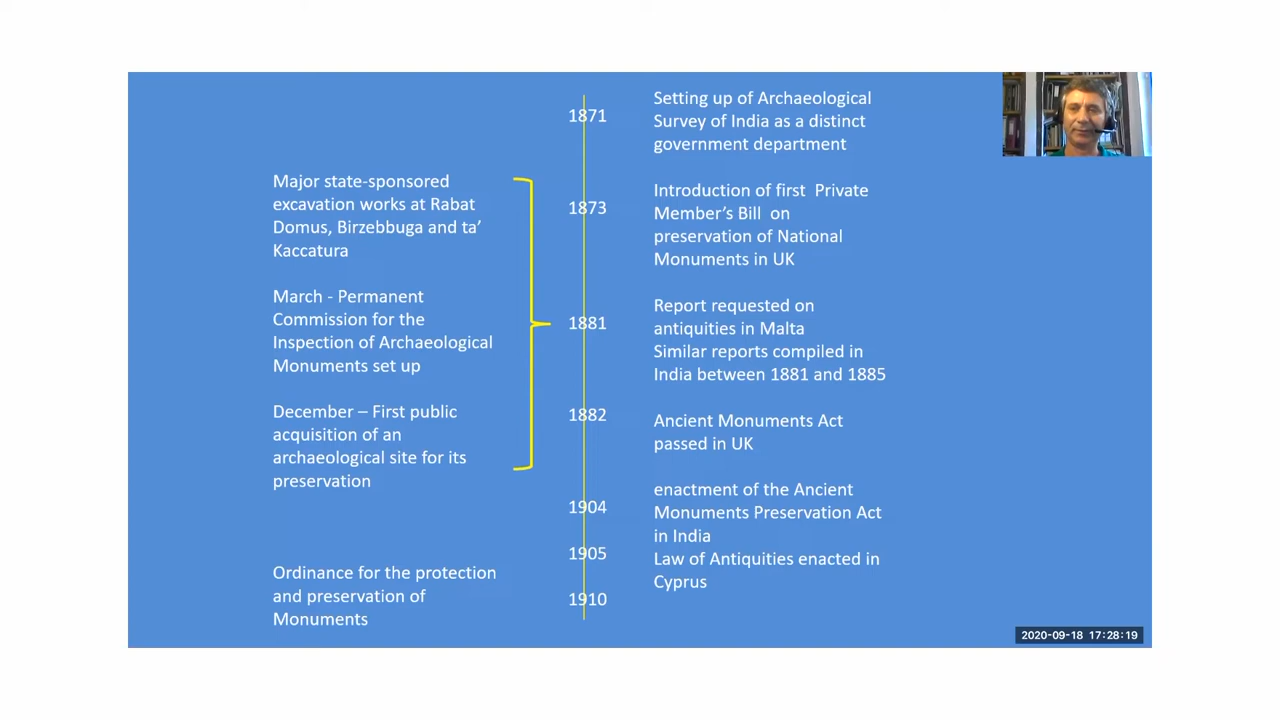 1871
Setting up of Archaeological
Survey of India as a distinct
government department
Major state-sponsored
excavation works at Rabat
Domus, Birzebbuga and ta’
Kaccatura
1873
Introduction of first  Private
Member’s Bill  on
preservation of National
Monuments in UK
March - Permanent
Commission for the
Inspection of Archaeological
Monuments set up
1881
Report requested on
antiquities in Malta
Similar reports compiled in
India between 1881 and 1885
December – First public
acquisition of an
archaeological site for its
preservation
1882
Ancient Monuments Act
passed in UK
1904
enactment of the Ancient
Monuments Preservation Act
in India
1905
Law of Antiquities enacted in
Cyprus
Ordinance for the protection
and preservation of
Monuments
1910
2020-09-18  17:28:19